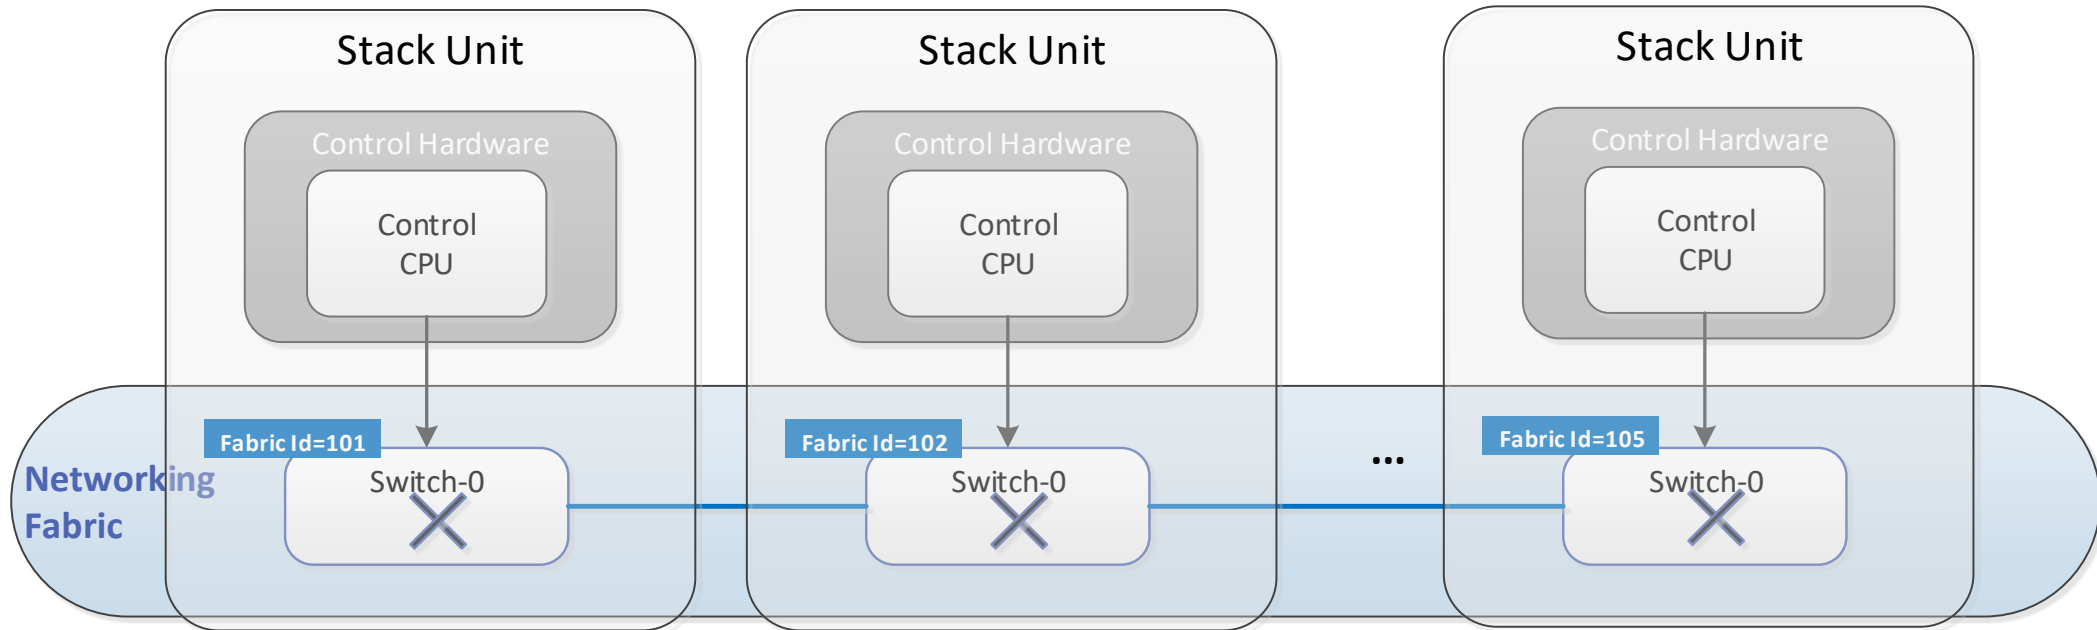 Stack Unit
Control Hardware
Control
CPU
Fabric Id=101
Switch-0
Stack Unit
Control Hardware
Control
CPU
Fabric Id=102
Switch-0
...
Stack Unit
Control Hardware
Control
CPU
Fabric Id=105
Switch-0
Networking
Fabric